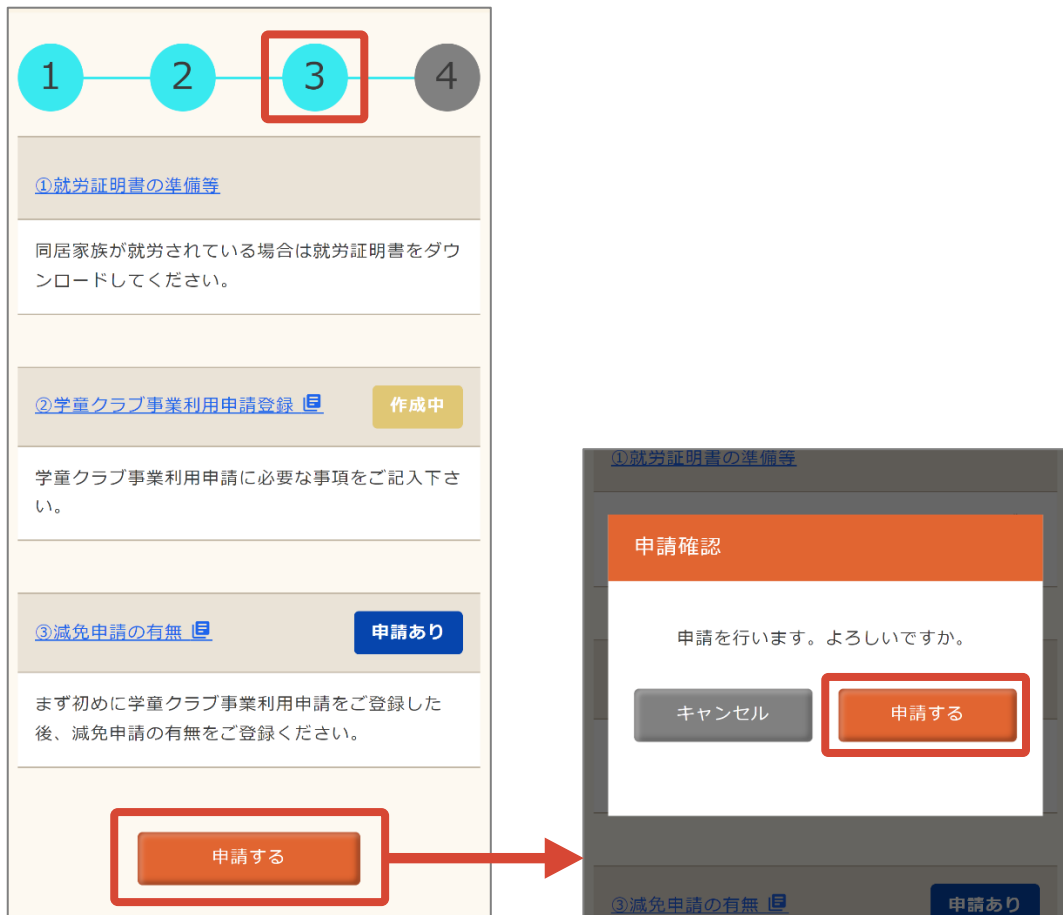 1 2 3 4
①就労証明書の準備等
同居家族が就労されている場合は就労証明書をダウ
ンロードしてください。
②学童クラブ事業利用申請登録
作成中
学童クラブ事業利用申請に必要な事項をご記入下さ
い。
③減免申請の有無
申請あり
まず初めに学童クラブ事業利用申請をご登録した
後、減免申請の有無をご登録ください。
申請する
①就労証明書の準備等
申請確認
申請を行います。よろしいですか。
キャンセル
申請する
③減免申請の有無
申請あり